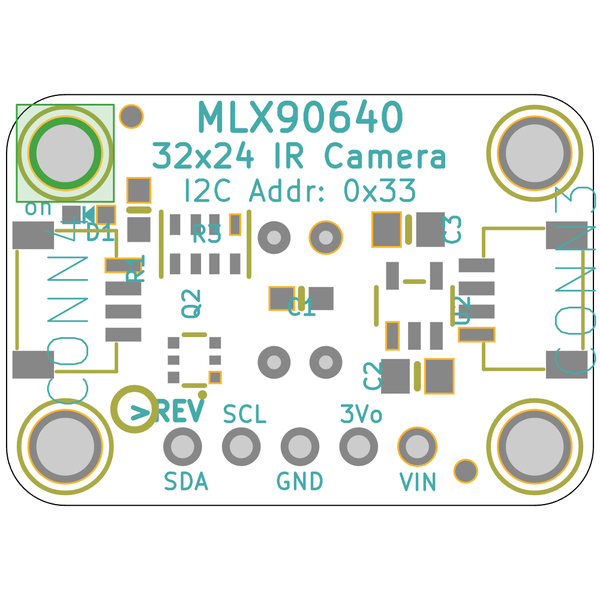 MLX90640
32x24 IR Camera
I2C Addr: 0x33
on
D1
R3
C3
CONN4
CONN3
R1
Q2
C1
U2
C2
>REV
SCL
3Vo
SDA
GND
VIN